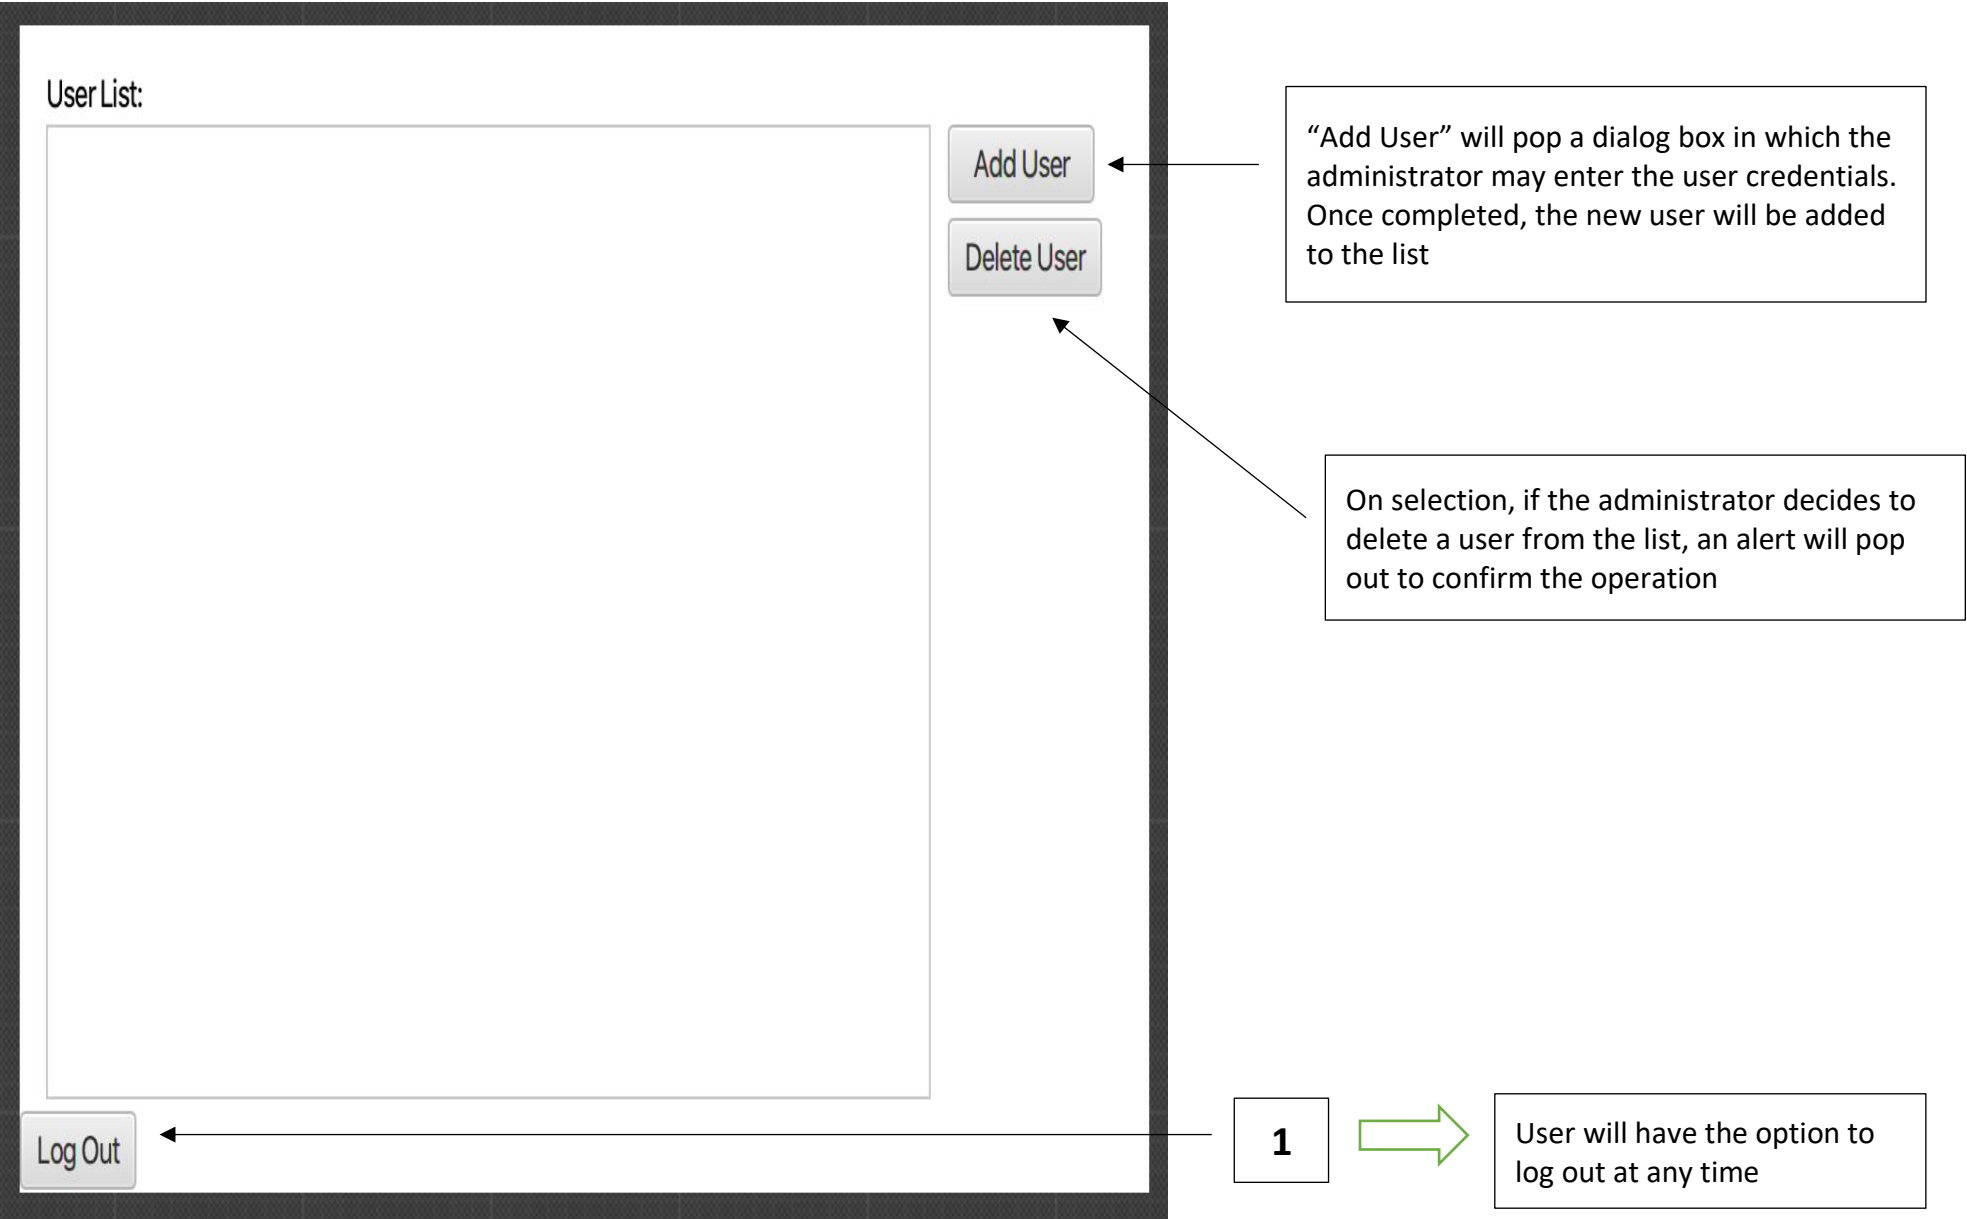 User List:
Add User
Delete User
“Add User” will pop a dialog box in which the
administrator may enter the user credentials.
Once completed, the new user will be added
to the list
On selection, if the administrator decides to
delete a user from the list, an alert will pop
out to confirm the operation
Log Out
1
User will have the option to
log out at any time